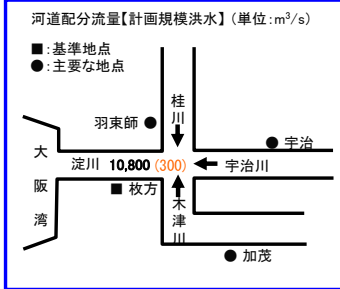 河道配分流量【計画規模洪水】(単位:m³/s)
■:基準地点
●:主要な地点
桂川
羽束師 ●
● 宇治
大阪湾
淀川 10,800 (300)
宇治川
■ 枚方
木津川
● 加茂